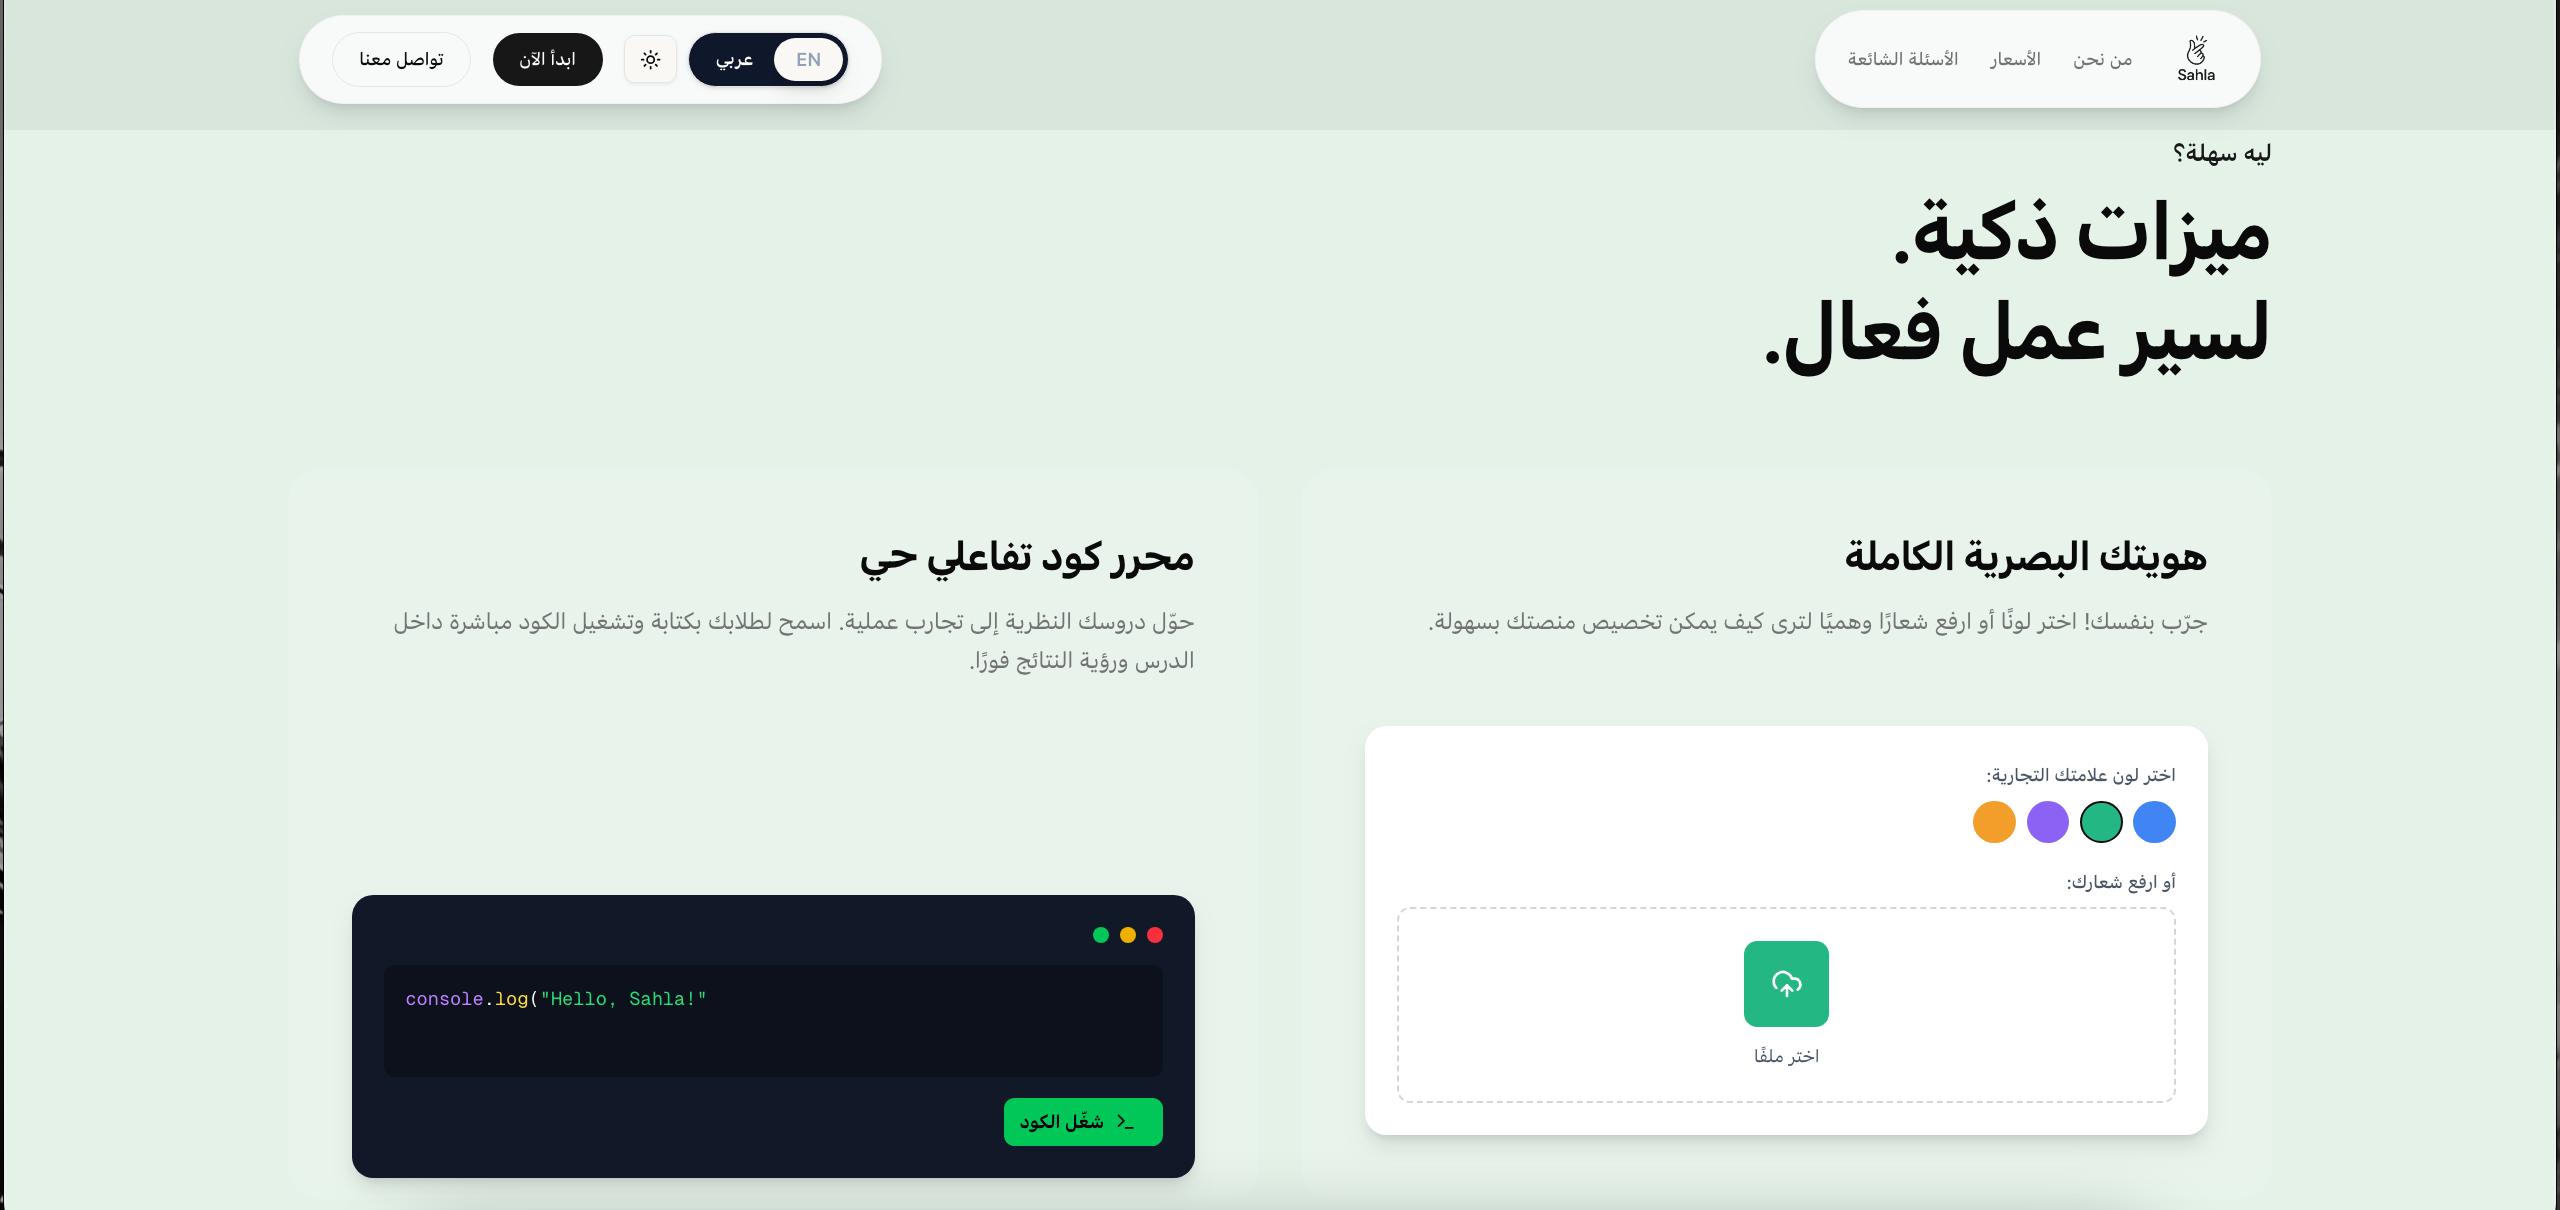 Sahla
من نحن
الأسعار
الأسئلة الشائعة
EN
عربي
ابدأ الآن
تواصل معنا
ليه سهلة؟
ميزات ذكية.
لسير عمل فعال.
هويتك البصرية الكاملة
جرّب بنفسك! اختر لونًا أو ارفع شعارًا وهميًا لترى كيف يمكن تخصيص منصتك بسهولة.
اختر لون علامتك التجارية:
أو ارفع شعارك:
اختر ملفًا
محرر كود تفاعلي حي
حوّل دروسك النظرية إلى تجارب عملية. اسمح لطلابك بكتابة وتشغيل الكود مباشرة داخل
الدرس ورؤية النتائج فورًا.
console.log("Hello, Sahla!"
شغّل الكود